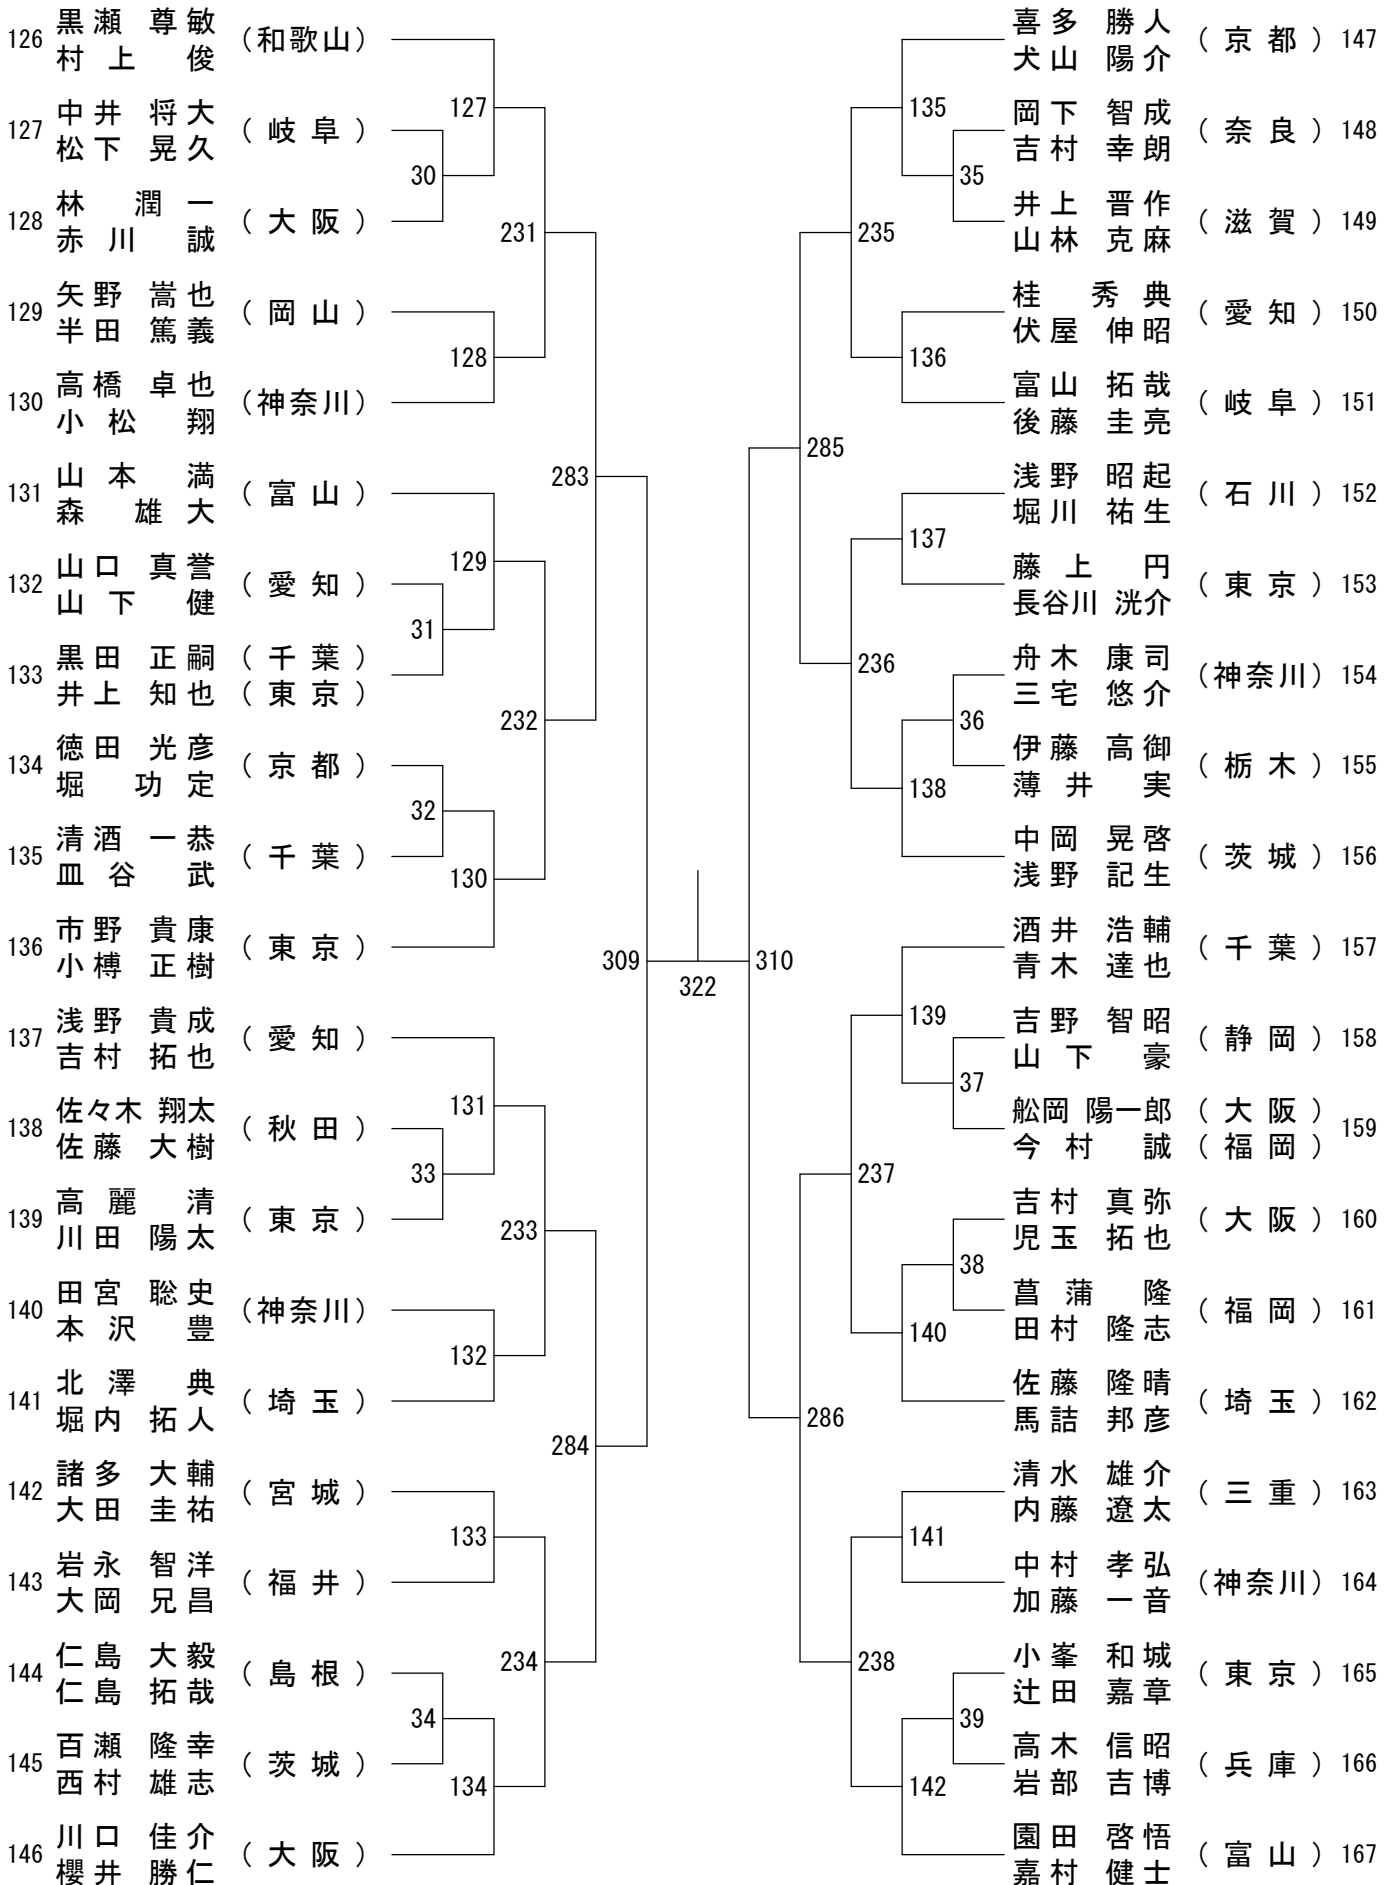 126 黒瀬 尊敏 (和歌山)
村上 俊
127
127 中井 将大 (岐阜)
松下 晃久
30
128 林 潤一 (大阪)
赤川 誠
231
129 矢野 嵩也 (岡山)
半田 篤義
128
130 高橋 卓也 (神奈川)
小松 翔
283
131 山本 満 (富山)
森 雄大
129
132 山口 真誉 (愛知)
山下 健
31
133 黒田 正嗣 (千葉)
井上 知也 (東京)
232
134 徳田 光彦 (京都)
堀 功定
32
135 清酒 一恭 (千葉)
皿谷 武
130
136 市野 貴康 (東京)
小榑 正樹
309
322
137 浅野 貴成 (愛知)
吉村 拓也
131
138 佐々木 翔太 (秋田)
佐藤 大樹
33
139 高麗 清 (東京)
川田 陽太
233
140 田宮 聡史 (神奈川)
本沢 豊
132
141 北澤 典 (埼玉)
堀内 拓人
284
142 諸多 大輔 (宮城)
大田 圭祐
133
143 岩永 智洋 (福井)
大岡 兄昌
234
144 仁島 大毅 (島根)
仁島 拓哉
34
145 百瀬 隆幸 (茨城)
西村 雄志
134
146 川口 佳介 (大阪)
櫻井 勝仁
喜多 勝人 (京都) 147
犬山 陽介
135
岡下 智成 (奈良) 148
吉村 幸朗
35
井上 晋作 (滋賀) 149
山林 克麻
235
桂 秀典 (愛知) 150
伏屋 伸昭
136
富山 拓哉 (岐阜) 151
後藤 圭亮
285
浅野 昭起 (石川) 152
堀川 祐生
137
藤上 円 (東京) 153
長谷川 洸介
236
舟木 康司 (神奈川) 154
三宅 悠介
36
伊藤 高御 (栃木) 155
薄井 実
138
中岡 晃啓 (茨城) 156
浅野 記生
310
酒井 浩輔 (千葉) 157
青木 達也
139
吉野 智昭 (静岡) 158
山下 豪
37
舩岡 陽一郎 (大阪) 159
今村 誠 (福岡)
237
吉村 真弥 (大阪) 160
児玉 拓也
38
菖蒲 隆 (福岡) 161
田村 隆志
140
佐藤 隆晴 (埼玉) 162
馬詰 邦彦
286
清水 雄介 (三重) 163
内藤 遼太
141
中村 孝弘 (神奈川) 164
加藤 一音
238
小峯 和城 (東京) 165
辻田 嘉章
39
高木 信昭 (兵庫) 166
岩部 吉博
142
園田 啓悟 (富山) 167
嘉村 健士